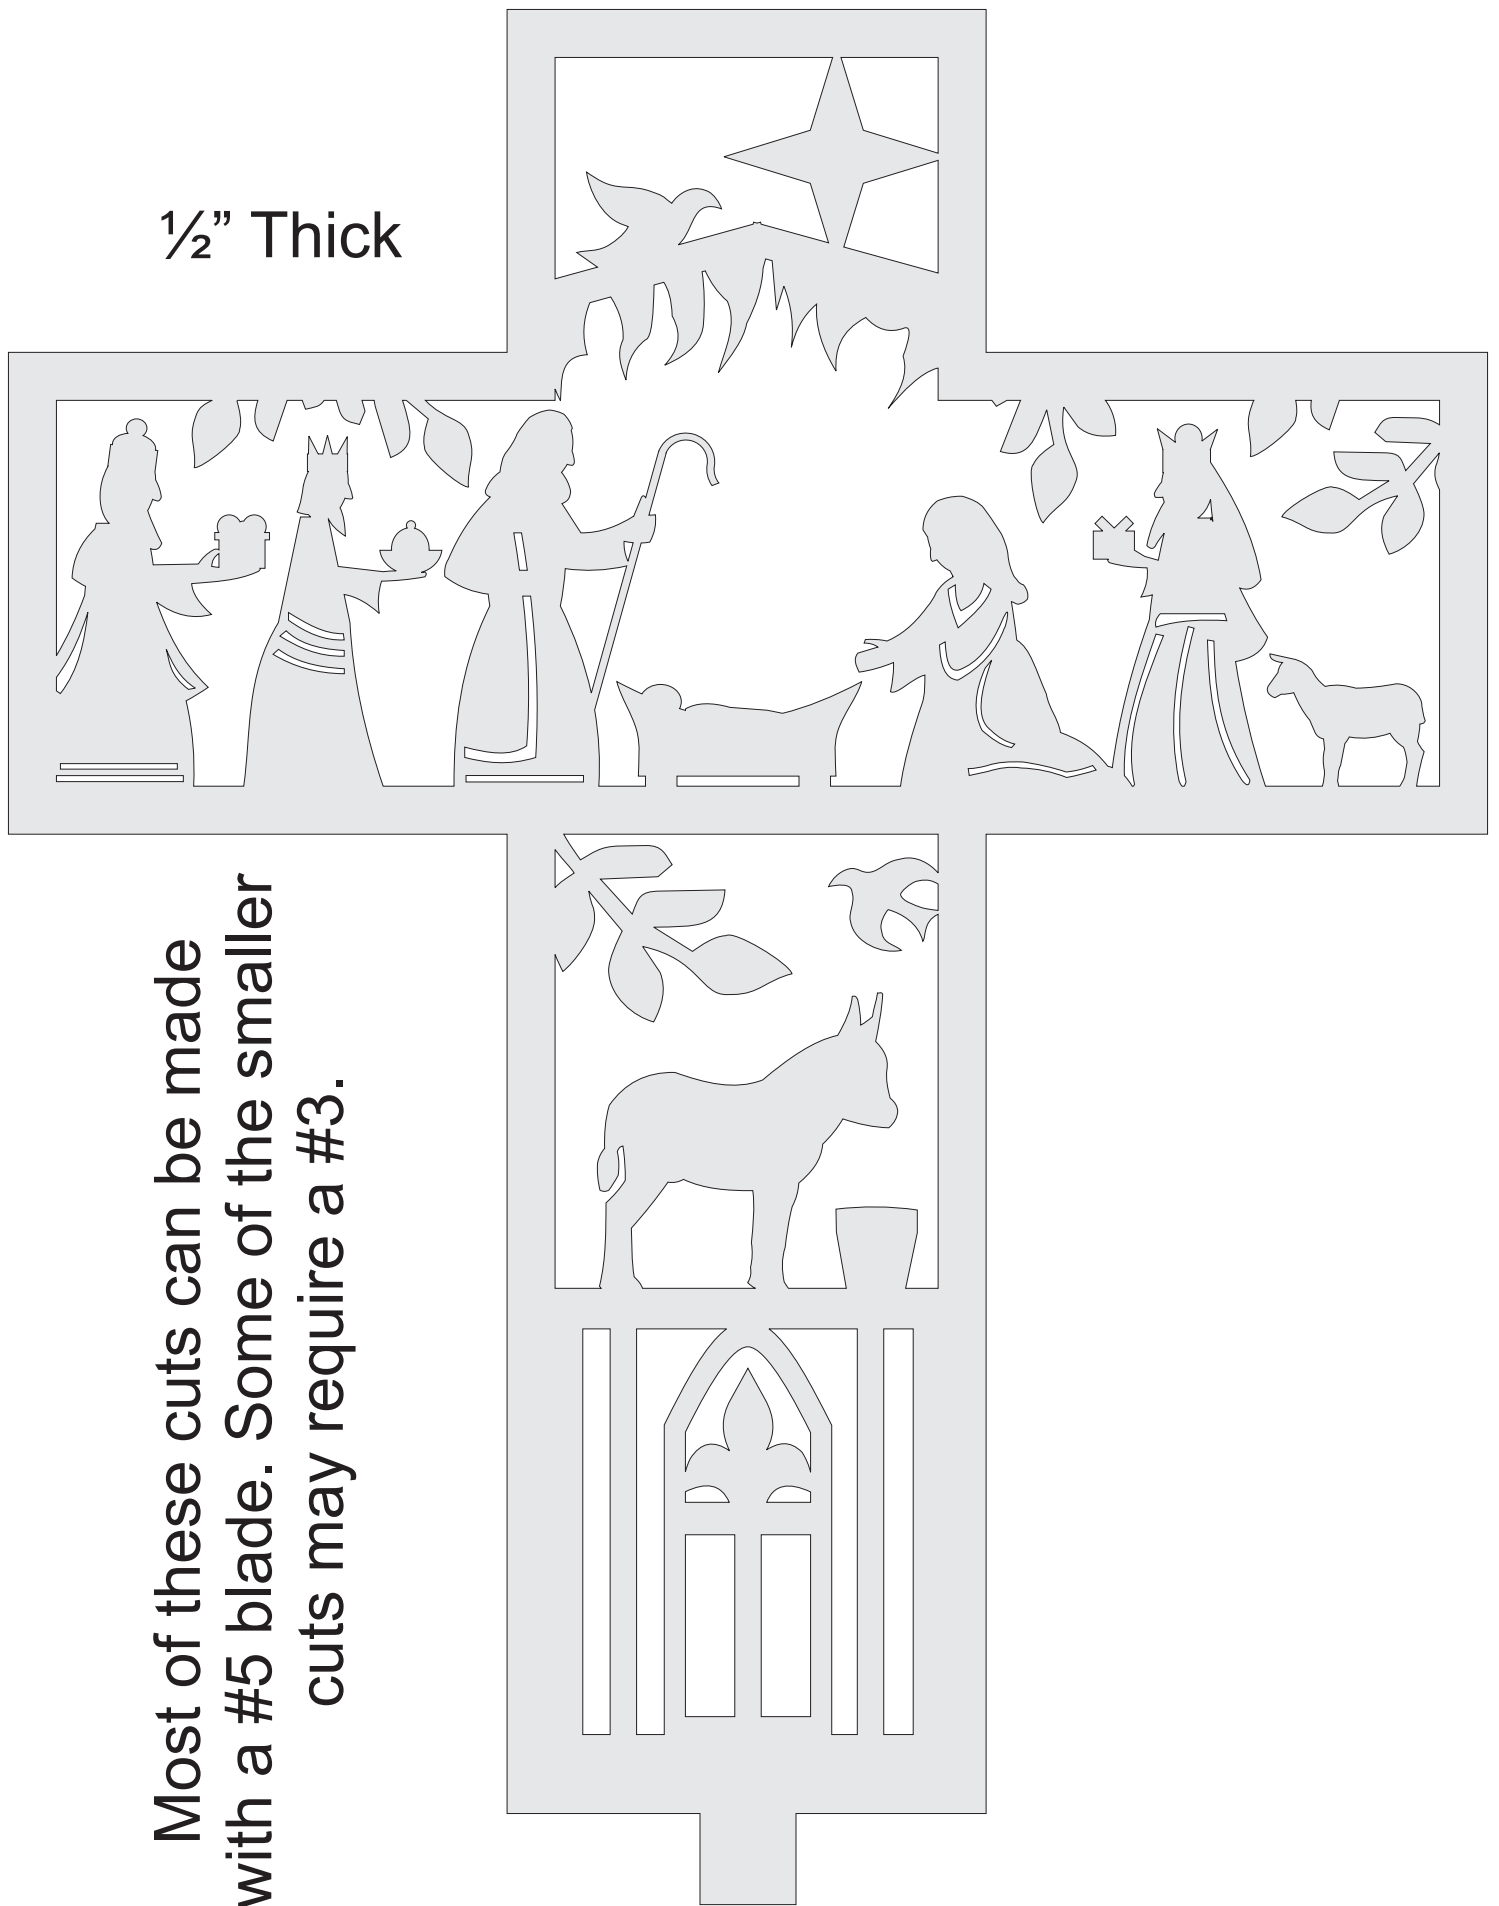 ½” Thick
Most of these cuts can be made
with a #5 blade. Some of the smaller
cuts may require a #3.